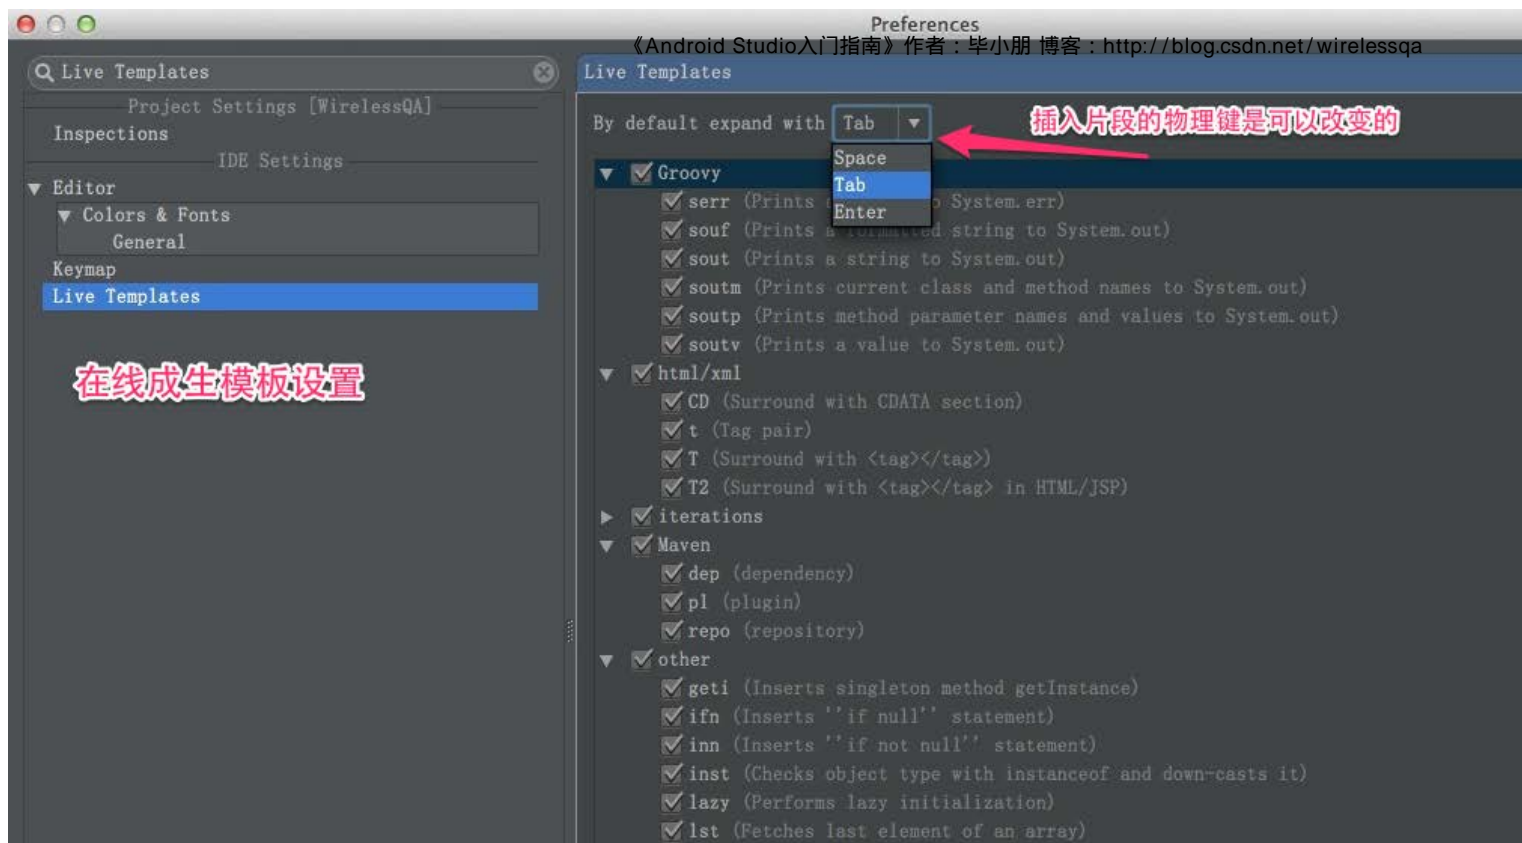 Preferences
《Android Studio入门指南》作者：毕小朋 博客：http://blog.csdn.net/wirelessqa
Live Templates
Project Settings [WirelessQA]
Inspections
IDE Settings
Editor
Colors & Fonts
General
Keymap
Live Templates
在线成生模板设置
Live Templates
By default expand with Tab
插入片段的物理键是可以改变的
Space
Tab
Enter
Groovy
serr (Prints System.err)
souf (Prints a formatted string to System.out)
sout (Prints a string to System.out)
soutm (Prints current class and method names to System.out)
soutp (Prints method parameter names and values to System.out)
soutv (Prints a value to System.out)
html/xml
CD (Surround with CDATA section)
t (Tag pair)
T (Surround with <tag></tag>)
T2 (Surround with <tag></tag> in HTML/JSP)
iterations
Maven
dep (dependency)
pl (plugin)
repo (repository)
other
geti (Inserts singleton method getInstance)
ifn (Inserts ''if null'' statement)
inn (Inserts ''if not null'' statement)
inst (Checks object type with instanceof and down-casts it)
lazy (Performs lazy initialization)
lst (Fetches last element of an array)